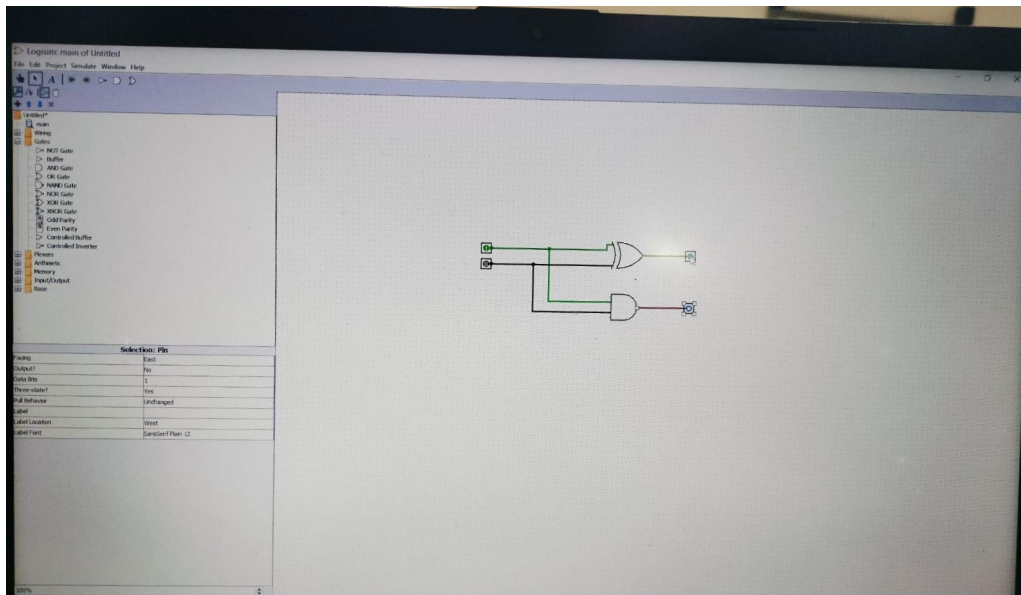 Logisim: main of Untitled
File Edit Project Simulate Window Help
Untitled*
main
Wiring
Gates
NOT Gate
Buffer
AND Gate
OR Gate
NAND Gate
NOR Gate
XOR Gate
XNOR Gate
Odd Parity
Even Parity
Controlled Buffer
Controlled Inverter
Plexers
Arithmetic
Memory
Input/Output
Base
Selection: Pin
Facing East
Output? No
Data Bits 1
Three-state? Yes
Pull Behavior Unchanged
Label
Label Location West
Label Font SansSerif Plain 12
100%